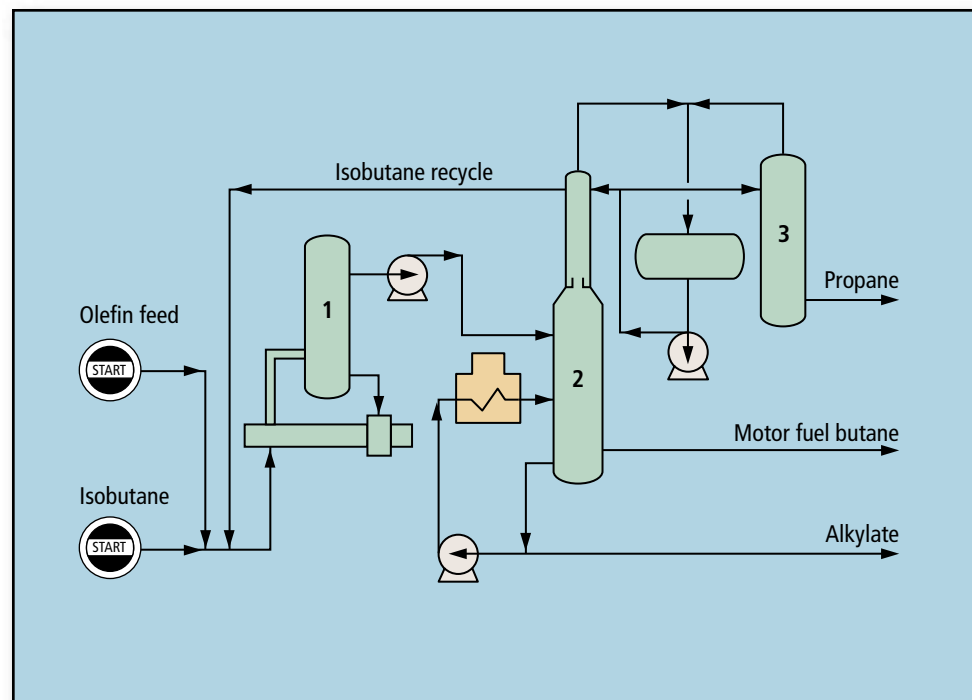 Isobutane recycle
3
1
Propane
Olefin feed
START
2
Motor fuel butane
Isobutane
START
Alkylate